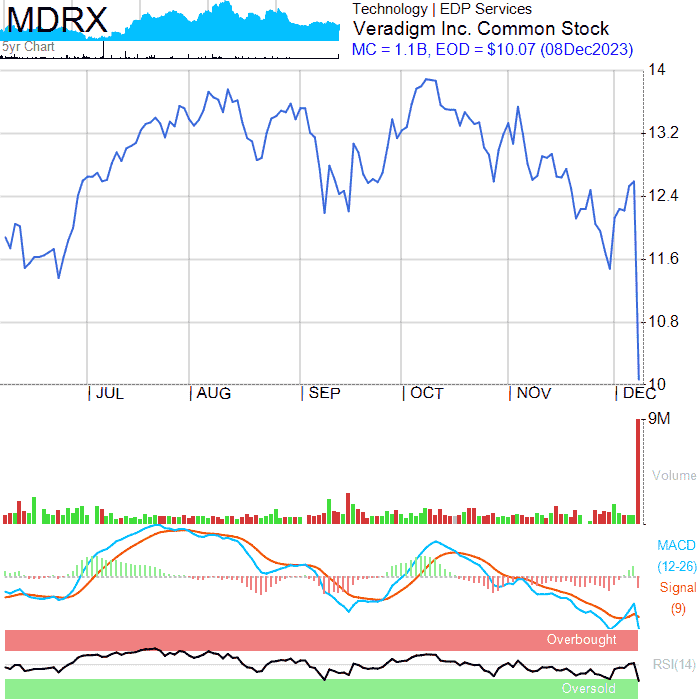 MDRX
Technology | EDP Services
Veradigm Inc. Common Stock
MC = 1.1B, EOD = $10.07 (08Dec2023)
5yr Chart
14
13.2
12.4
11.6
10.8
10
JUL
AUG
SEP
OCT
NOV
DEC
9M
Volume
MACD
(12-26)
Signal
(9)
Overbought
RSI(14)
Oversold